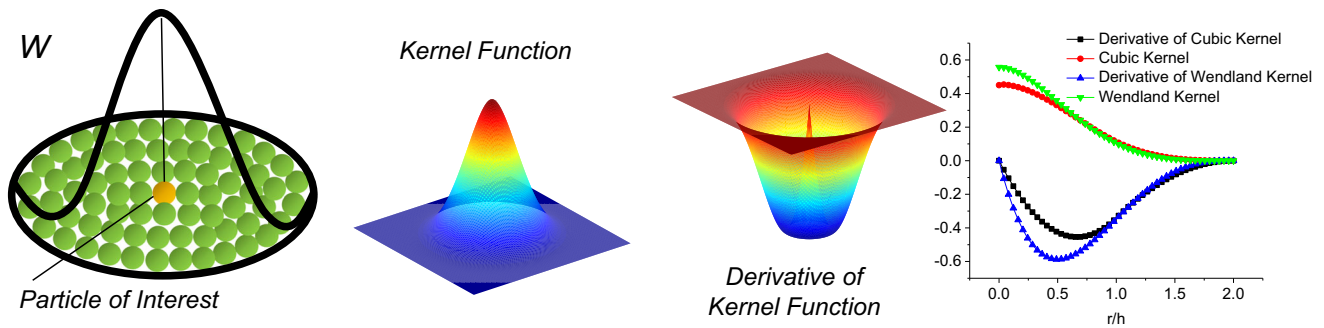 W
Particle of Interest
Kernel Function
Derivative of
Kernel Function
Derivative of Cubic Kernel
Cubic Kernel
Derivative of Wendland Kernel
Wendland Kernel
0.6
0.4
0.2
0.0
-0.2
-0.4
-0.6
0.0 0.5 1.0 1.5 2.0
r/h